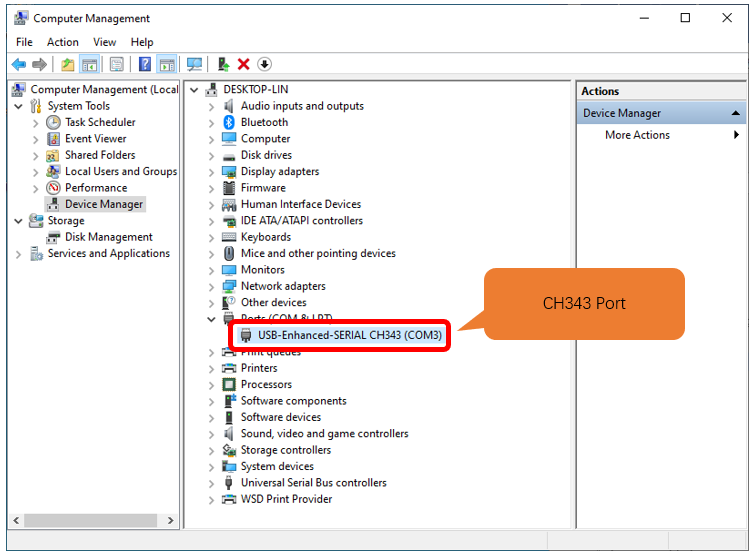 Computer Management
File Action View Help
Computer Management (Local
System Tools
Task Scheduler
Event Viewer
Shared Folders
Local Users and Groups
Performance
Device Manager
Storage
Disk Management
Services and Applications
DESKTOP-LIN
Audio inputs and outputs
Bluetooth
Computer
Disk drives
Display adapters
Firmware
Human Interface Devices
IDE ATA/ATAPI controllers
Keyboards
Mice and other pointing devices
Monitors
Network adapters
Other devices
Ports (COM & LPT)
USB-Enhanced-SERIAL CH343 (COM3)
Print queues
Printers
Processors
Software components
Software devices
Sound, video and game controllers
Storage controllers
System devices
Universal Serial Bus controllers
WSD Print Provider
CH343 Port
Actions
Device Manager
More Actions